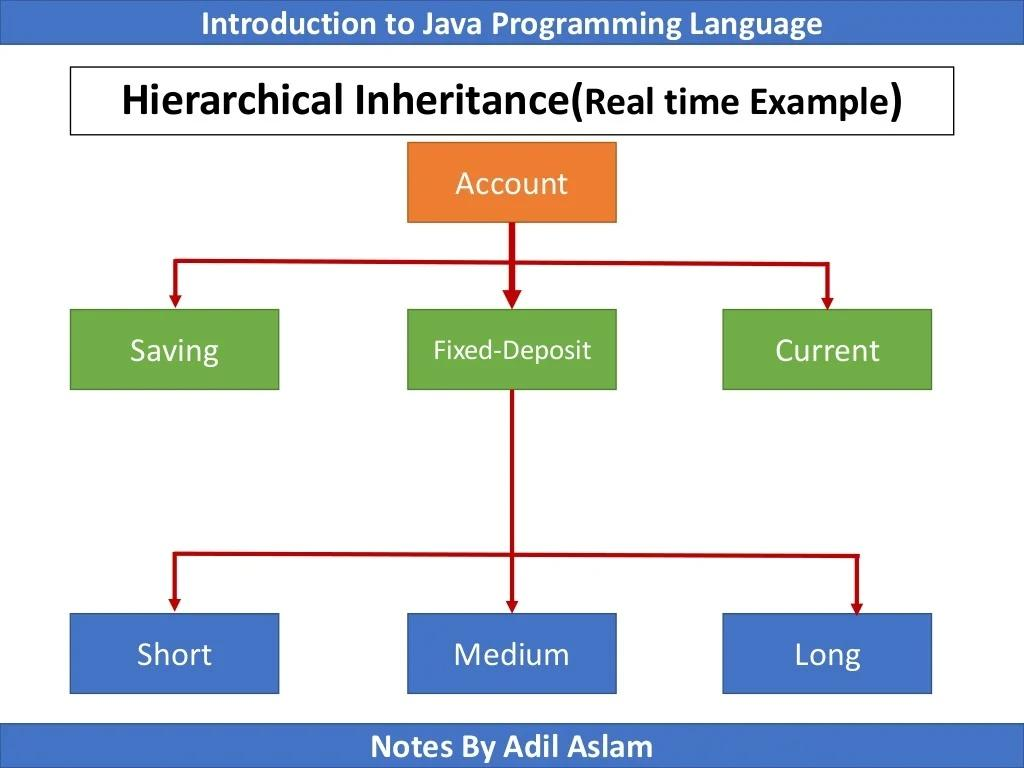 Introduction to Java Programming Language
Hierarchical Inheritance(Real time Example)
Account
Saving
Fixed-Deposit
Current
Short
Medium
Long
Notes By Adil Aslam